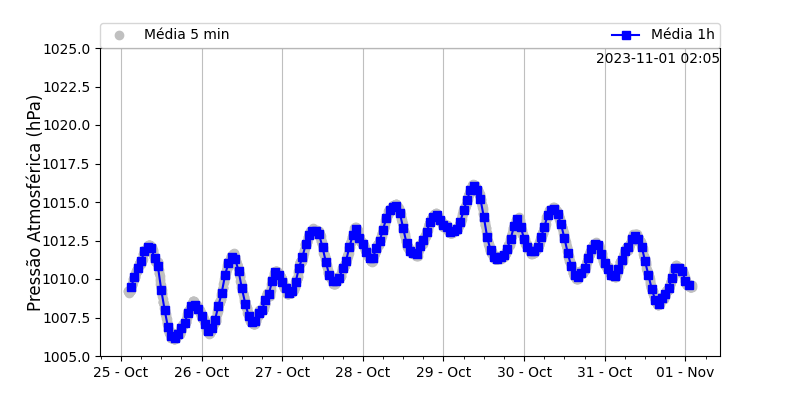 Média 5 min
Média 1h
2023-11-01 02:05
Pressão Atmosférica (hPa)
1025.0
1022.5
1020.0
1017.5
1015.0
1012.5
1010.0
1007.5
1005.0
25 - Oct
26 - Oct
27 - Oct
28 - Oct
29 - Oct
30 - Oct
31 - Oct
01 - Nov